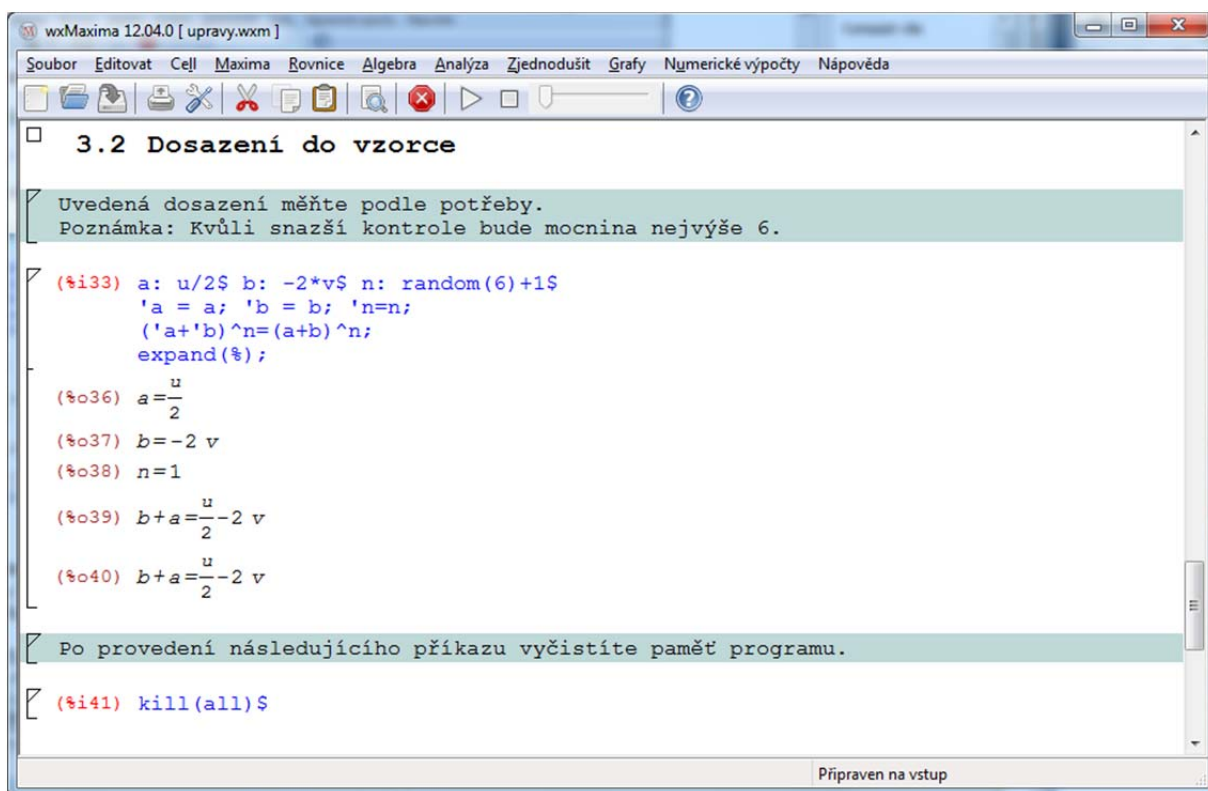 wxMaxima 12.04.0 [ upravy.wxm ]
Soubor Editovat Cell Maxima Rovnice Algebra Analýza Zjednodušit Grafy Numerické výpočty Nápověda
3.2 Dosazení do vzorce
Uvedená dosazení měňte podle potřeby.
Poznámka: Kvůli snazší kontrole bude mocnina nejvýše 6.
(%i33) a: u/2$ b: -2*v$ n: random(6)+1$
'a = a; 'b = b; 'n=n;
('a+'b)^n=(a+b)^n;
expand(%);
(%o36) a=u/2
(%o37) b=-2 v
(%o38) n=1
(%o39) b+a=u/2-2 v
(%o40) b+a=u/2-2 v
Po provedení následujícího příkazu vyčistíte paměť programu.
(%i41) kill(all)$
Připraven na vstup